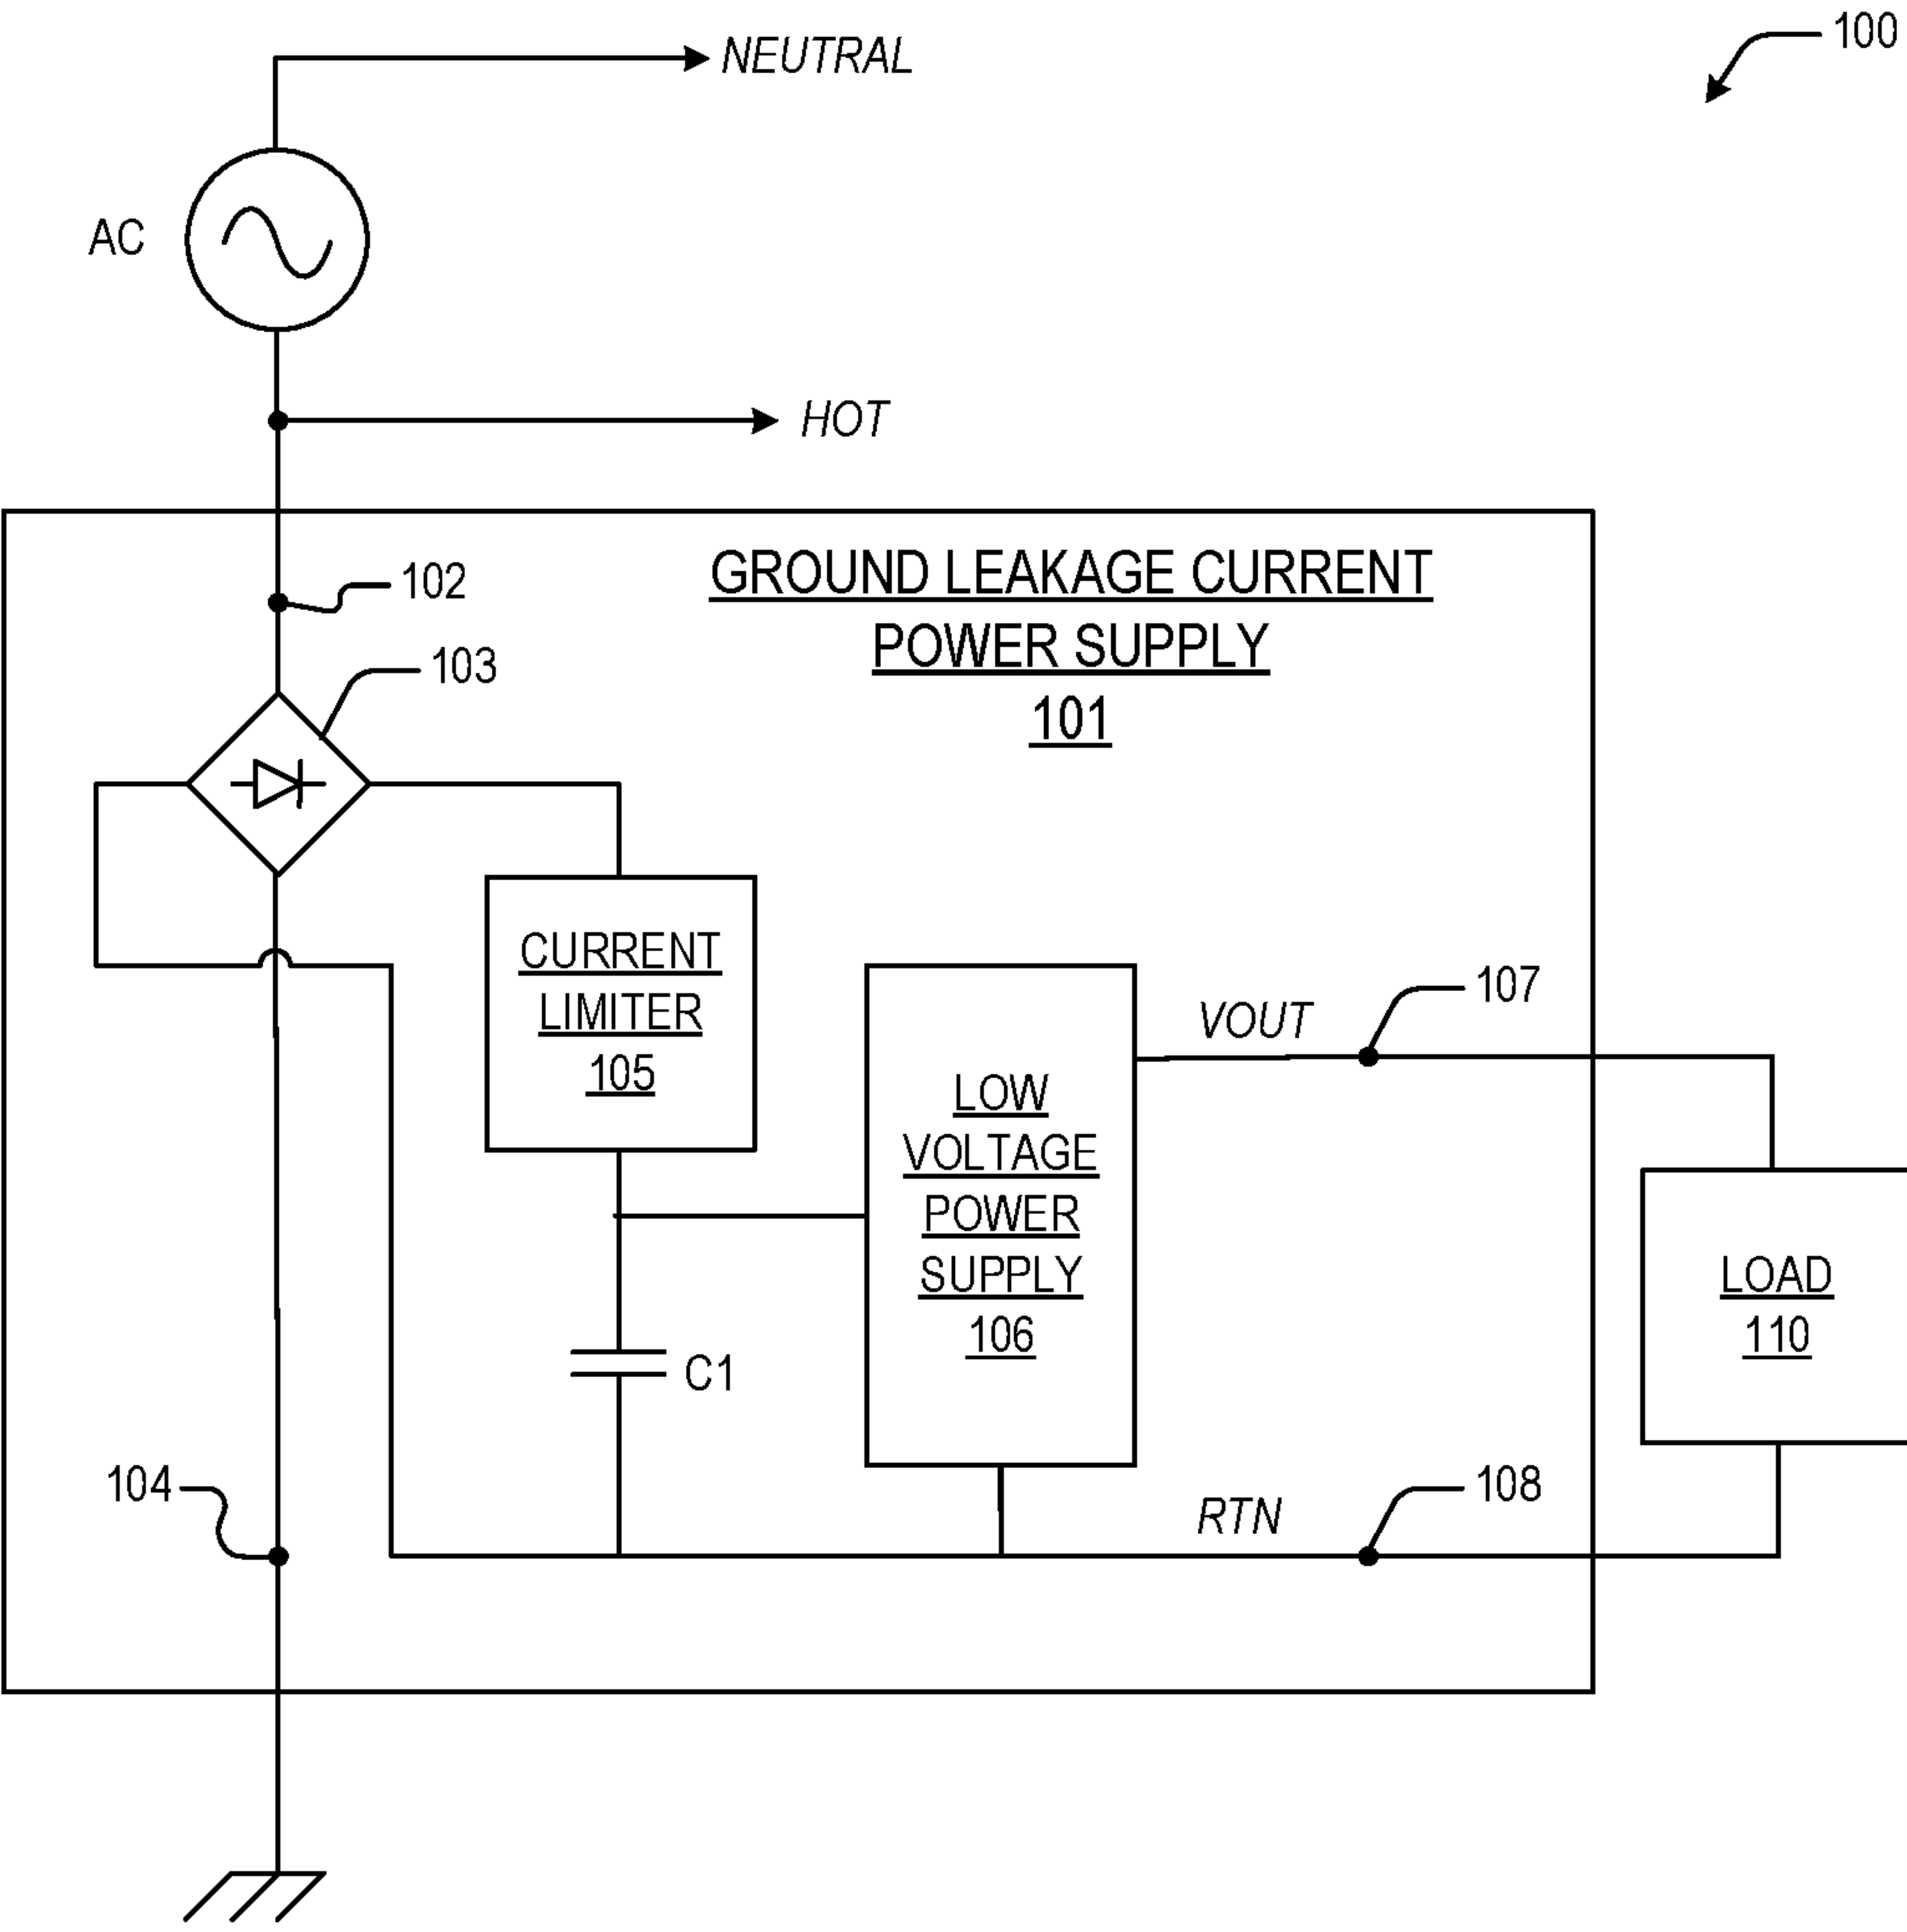 100
NEUTRAL
AC
HOT
GROUND LEAKAGE CURRENT
POWER SUPPLY
101
102
103
CURRENT
LIMITER
105
107
VOUT
LOW
VOLTAGE
POWER
SUPPLY
106
LOAD
110
C1
104
108
RTN